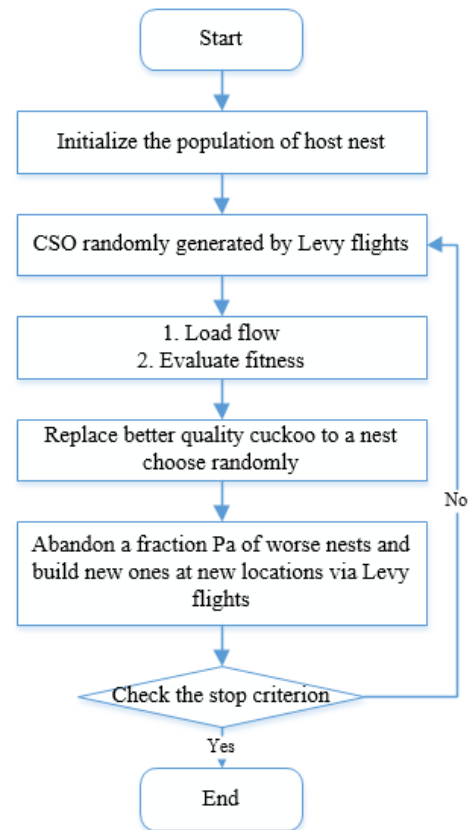 Start
Initialize the population of host nest
CSO randomly generated by Levy flights
1. Load flow
2. Evaluate fitness
Replace better quality cuckoo to a nest
choose randomly
No
Abandon a fraction Pa of worse nests and
build new ones at new locations via Levy
flights
Check the stop criterion
Yes
End